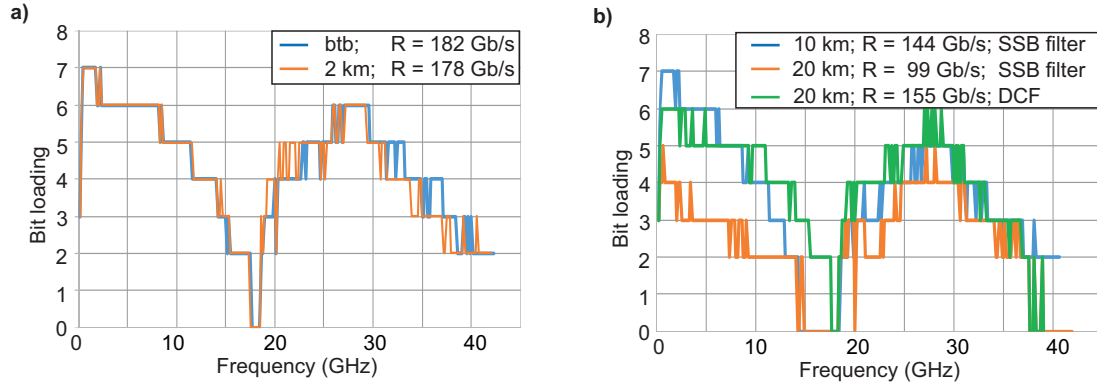 a)
8
7
6
5
4
3
2
1
0
Bit loading
btb; R = 182 Gb/s
2 km; R = 178 Gb/s
0 10 20 30 40
Frequency (GHz)
b)
8
7
6
5
4
3
2
1
0
Bit loading
10 km; R = 144 Gb/s; SSB filter
20 km; R = 99 Gb/s; SSB filter
20 km; R = 155 Gb/s; DCF
0 10 20 30 40
Frequency (GHz)